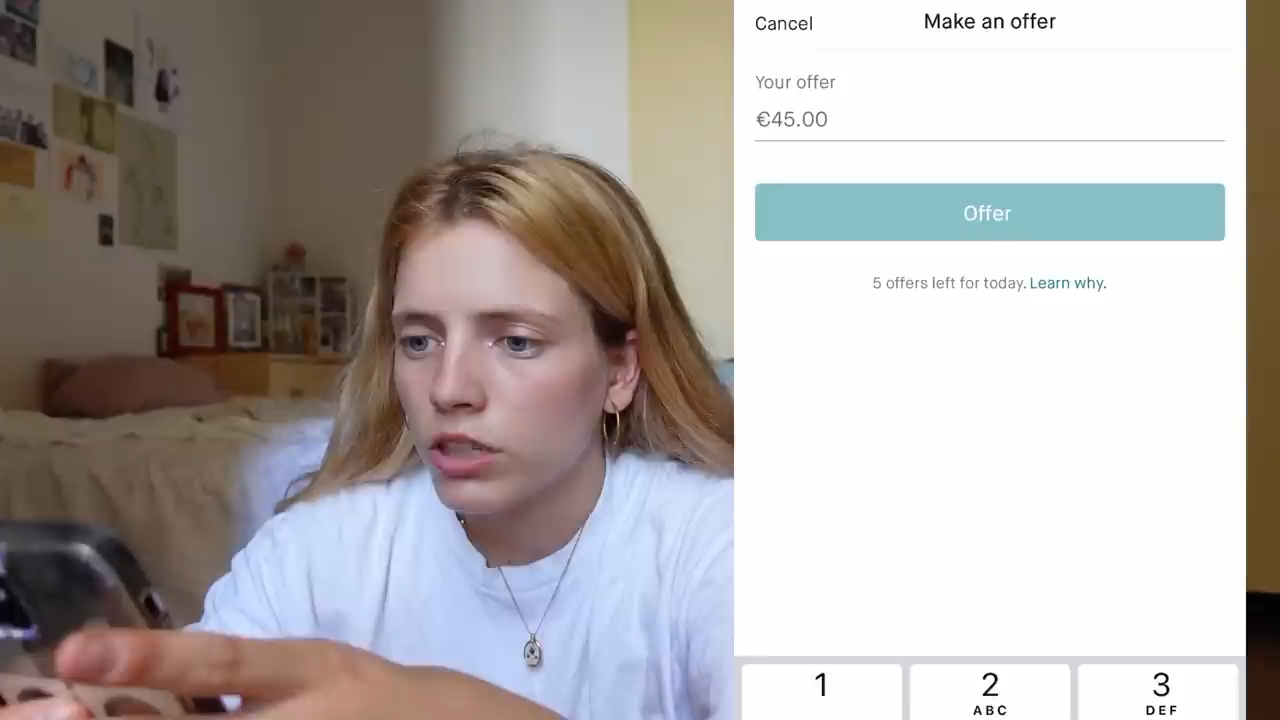 Cancel
Make an offer
Your offer
€45.00
Offer
5 offers left for today. Learn why.
1
2
3
ABC
DEF